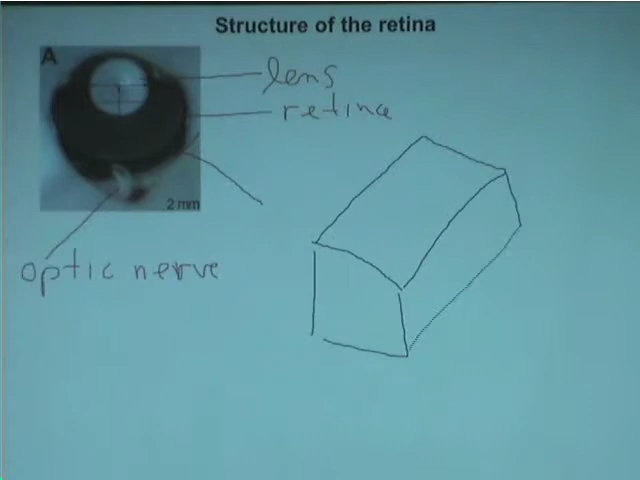 Structure of the retina
A
lens
retina
2 mm
optic nerve